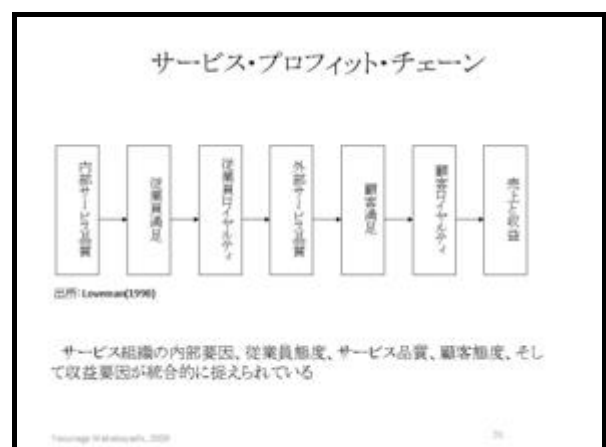 サービス・プロフィット・チェーン
内部サービス品質
従業員満足
従業員ロイヤルティ
外部サービス品質
顧客満足
顧客ロイヤルティ
売上と収益
出所:Loveman(1998)
サービス組織の内部要因、従業員態度、サービス品質、顧客態度、そし
て収益要因が統合的に捉えられている